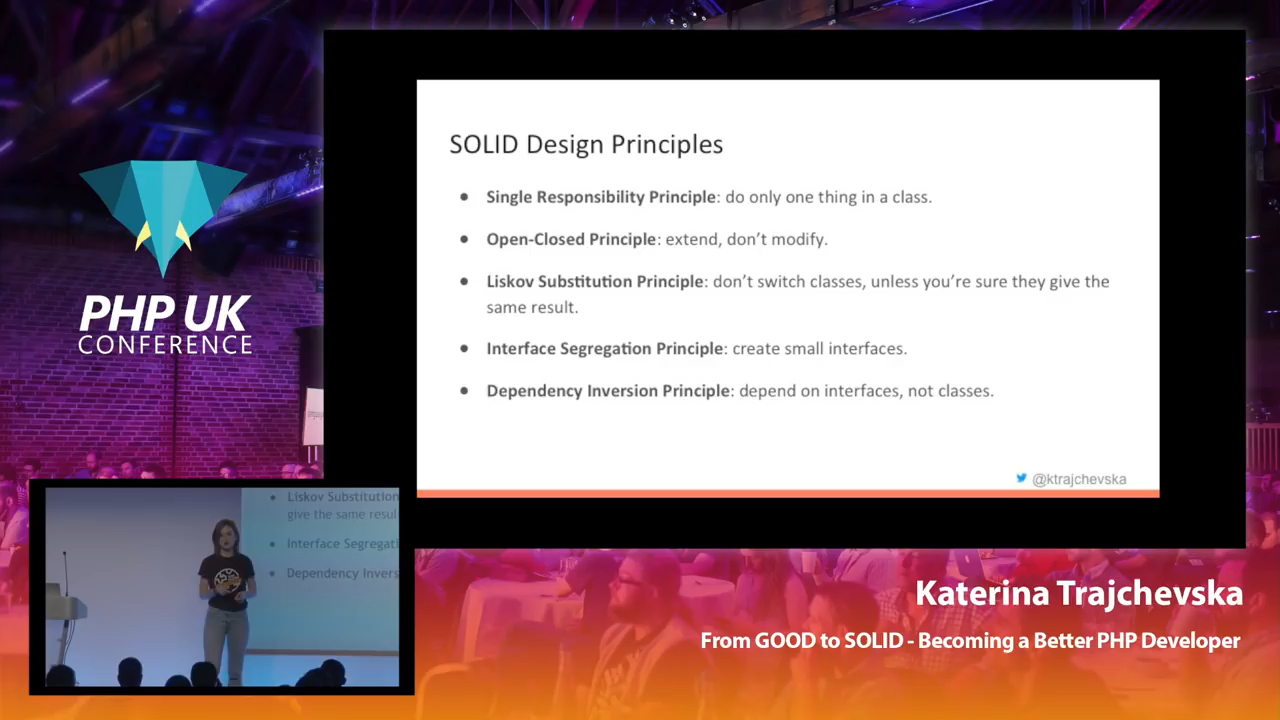 PHP UK
CONFERENCE
SOLID Design Principles
• Single Responsibility Principle: do only one thing in a class.
• Open-Closed Principle: extend, don't modify.
• Liskov Substitution Principle: don't switch classes, unless you're sure they give the
same result.
• Interface Segregation Principle: create small interfaces.
• Dependency Inversion Principle: depend on interfaces, not classes.
@ktrajchevska
• Liskov Substitution
give the same resul
• Interface Segregati
• Dependency Invers
Katerina Trajchevska
From GOOD to SOLID - Becoming a Better PHP Developer